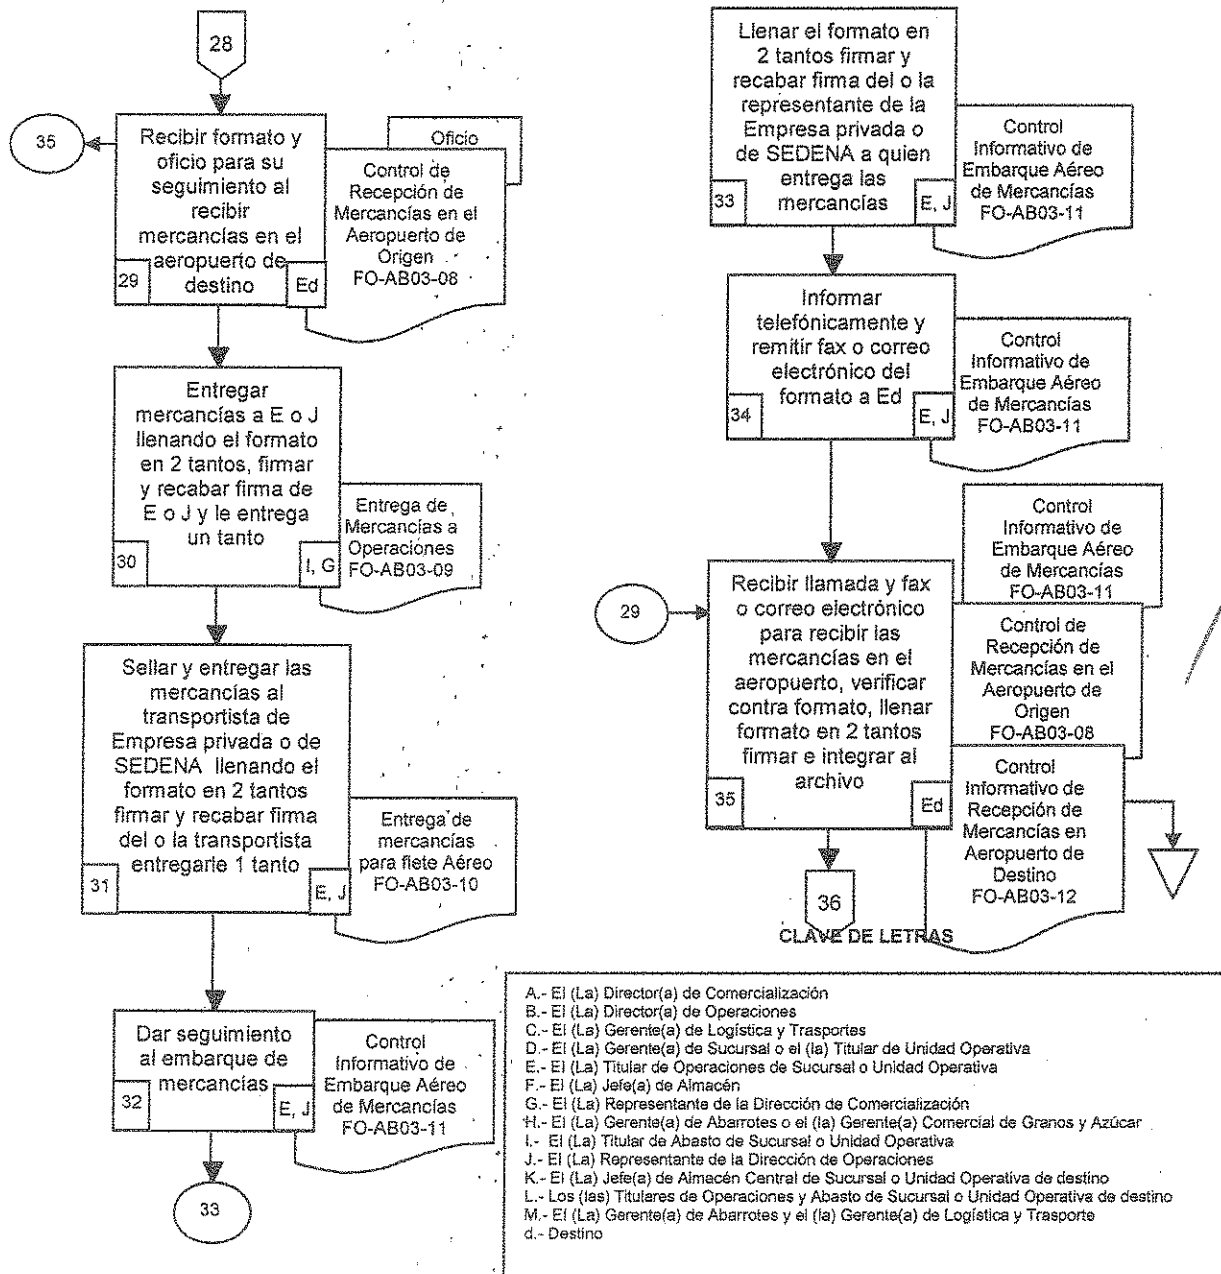 28
35
Recibir formato y
oficio para su
seguimiento al
recibir
mercancías en el
aeropuerto de
destino
29
Ed
Oficio
Control de
Recepción de
Mercancías en el
Aeropuerto de
Origen
FO-AB03-08
Entregar
mercancías a E o J
llenando el formato
en 2 tantos, firmar
y recabar firma de
E o J y le entrega
un tanto
30
I, G
Entrega de
Mercancías a
Operaciones
FO-AB03-09
Sellar y entregar las
mercancías al
transportista de
Empresa privada o de
SEDENA llenando el
formato en 2 tantos
firmar y recabar firma
del o la transportista
entregarle 1 tanto
31
E, J
Entrega de
mercancías
para flete Aéreo
FO-AB03-10
Dar seguimiento
al embarque de
mercancías
32
E, J
Control
Informativo de
Embarque Aéreo
de Mercancías
FO-AB03-11
33
Llenar el formato en
2 tantos firmar y
recabar firma del o la
representante de la
Empresa privada o
de SEDENA a quien
entrega las
mercancías
33
E, J
Control
Informativo de
Embarque Aéreo
de Mercancías
FO-AB03-11
Informar
telefónicamente y
remitir fax o correo
electrónico del
formato a Ed
34
E, J
Control
Informativo de
Embarque Aéreo
de Mercancías
FO-AB03-11
29
Recibir llamada y fax
o correo electrónico
para recibir las
mercancías en el
aeropuerto, verificar
contra formato, llenar
formato en 2 tantos
firmar e integrar al
archivo
35
Ed
Control
Informativo de
Embarque Aéreo
de Mercancías
FO-AB03-11
Control de
Recepción de
Mercancías en el
Aeropuerto de
Origen
FO-AB03-08
Control
Informativo de
Recepción de
Mercancías en
Aeropuerto de
Destino
FO-AB03-12
36
CLAVE DE LETRAS
A.- El (La) Director(a) de Comercialización
B.- El (La) Director(a) de Operaciones
C.- El (La) Gerente(a) de Logística y Trasportes
D.- El (La) Gerente(a) de Sucursal o el (la) Titular de Unidad Operativa
E.- El (La) Titular de Operaciones de Sucursal o Unidad Operativa
F.- El (La) Jefe(a) de Almacén
G.- El (La) Representante de la Dirección de Comercialización
H.- El (La) Gerente(a) de Abarrotes o el (la) Gerente(a) Comercial de Granos y Azúcar
I.- El (La) Titular de Abasto de Sucursal o Unidad Operativa
J.- El (La) Representante de la Dirección de Operaciones
K.- El (La) Jefe(a) de Almacén Central de Sucursal o Unidad Operativa de destino
L.- Los (las) Titulares de Operaciones y Abasto de Sucursal o Unidad Operativa de destino
M.- El (La) Gerente(a) de Abarrotes y el (la) Gerente(a) de Logística y Trasporte
d.- Destino